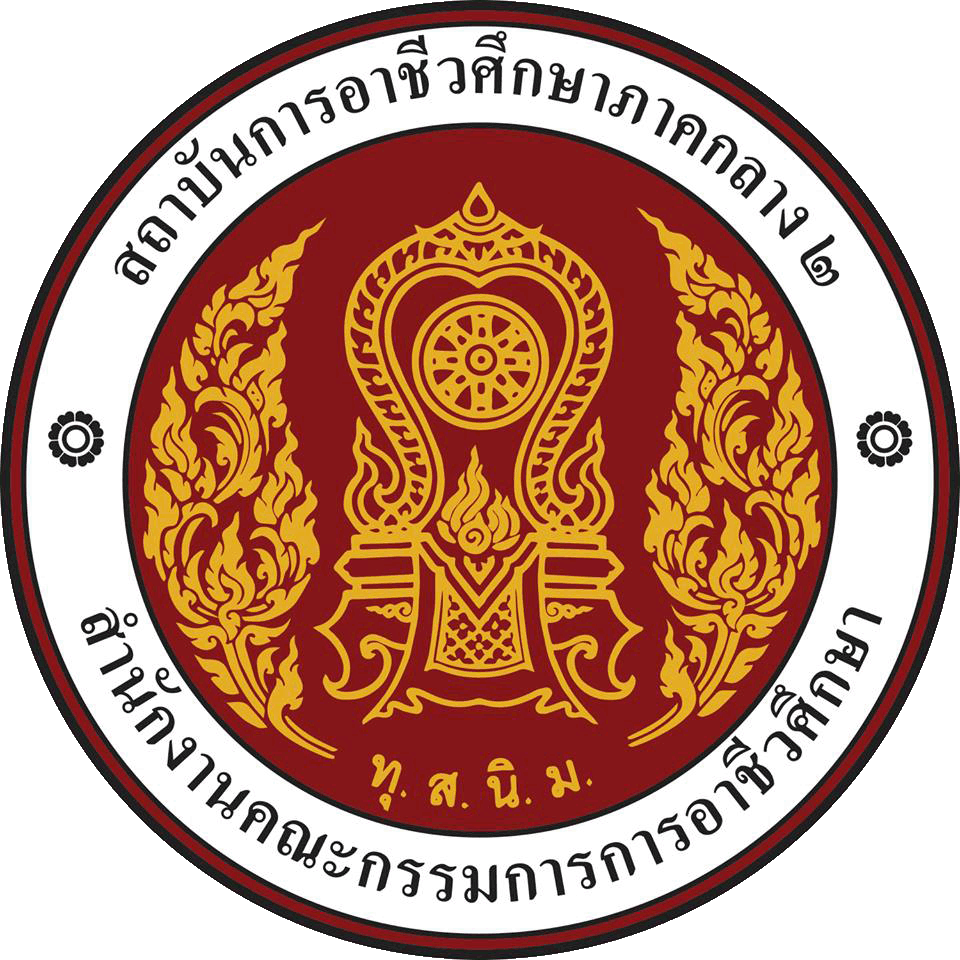 สถาบันการอาชีวศึกษาภาคกลาง ๒
ทุ. ส. นิ. ม.
สำนักงานคณะกรรมการการอาชีวศึกษา